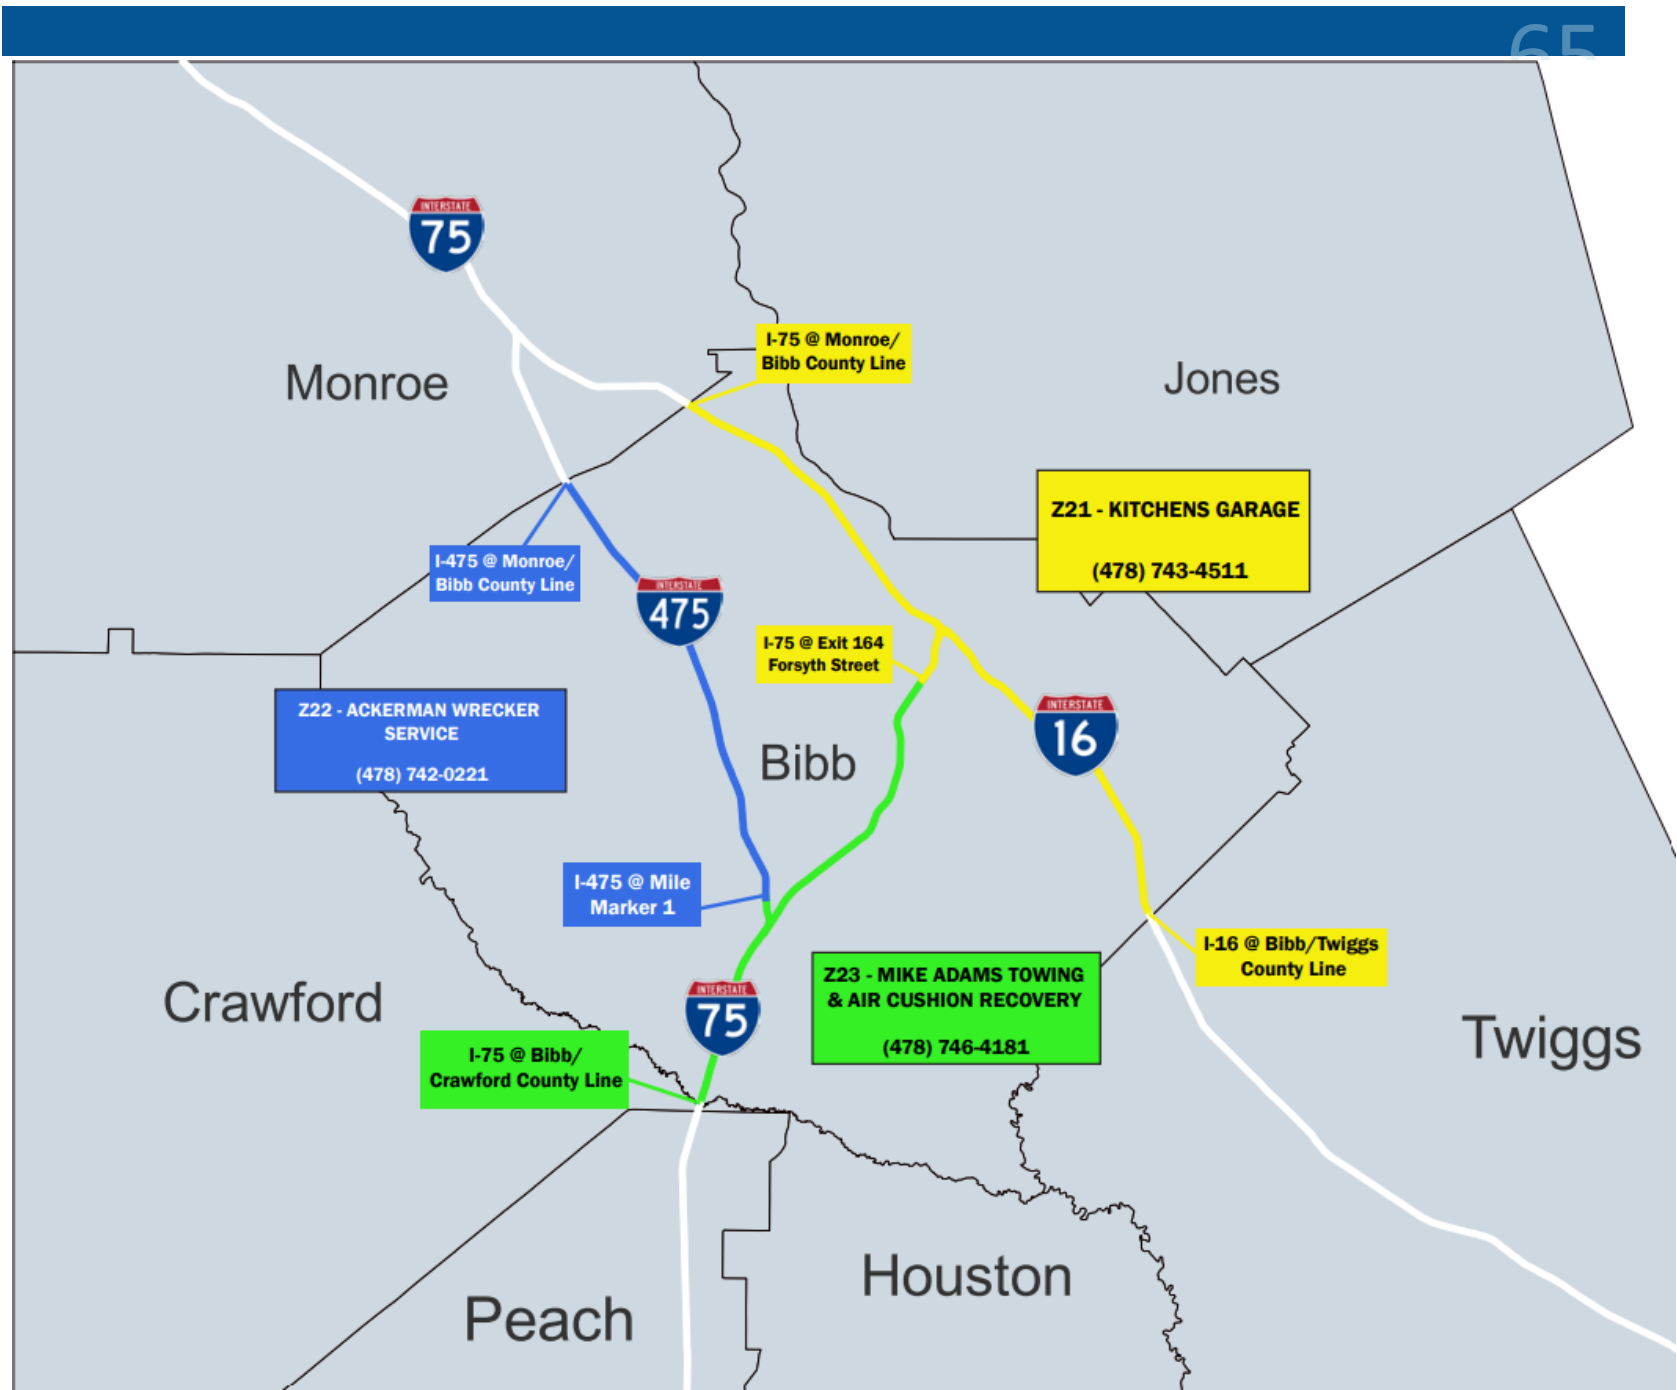 65
INTERSTATE
75
I-75 @ Monroe/
Bibb County Line
Monroe
Jones
Z21 - KITCHENS GARAGE
(478) 743-4511
I-475 @ Monroe/
Bibb County Line
INTERSTATE
475
I-75 @ Exit 164
Forsyth Street
Z22 - ACKERMAN WRECKER
SERVICE
(478) 742-0221
INTERSTATE
16
Bibb
I-475 @ Mile
Marker 1
I-16 @ Bibb/Twiggs
County Line
Z23 - MIKE ADAMS TOWING
& AIR CUSHION RECOVERY
(478) 746-4181
Crawford
INTERSTATE
75
Twiggs
I-75 @ Bibb/
Crawford County Line
Houston
Peach